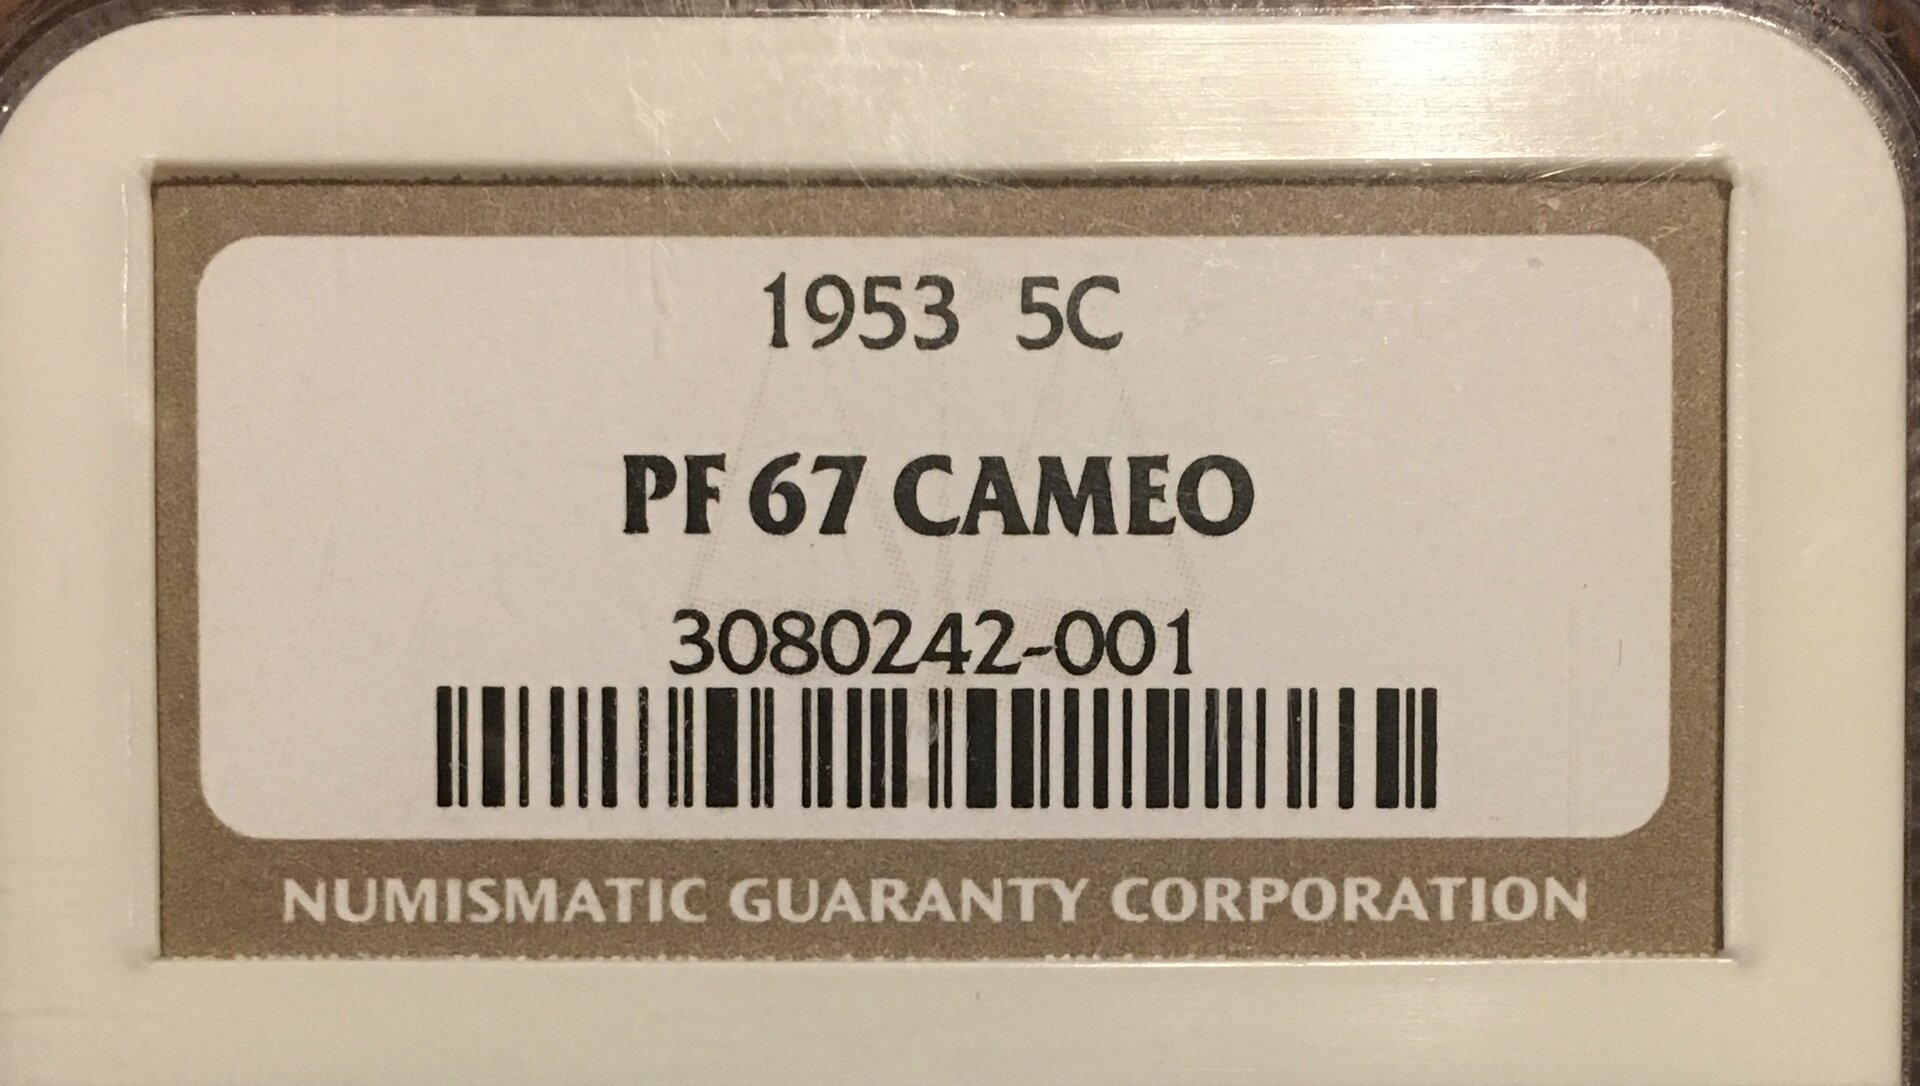 1953 5C
PF 67 CAMEO
3080242-001
NUMISMATIC GUARANTY CORPORATION